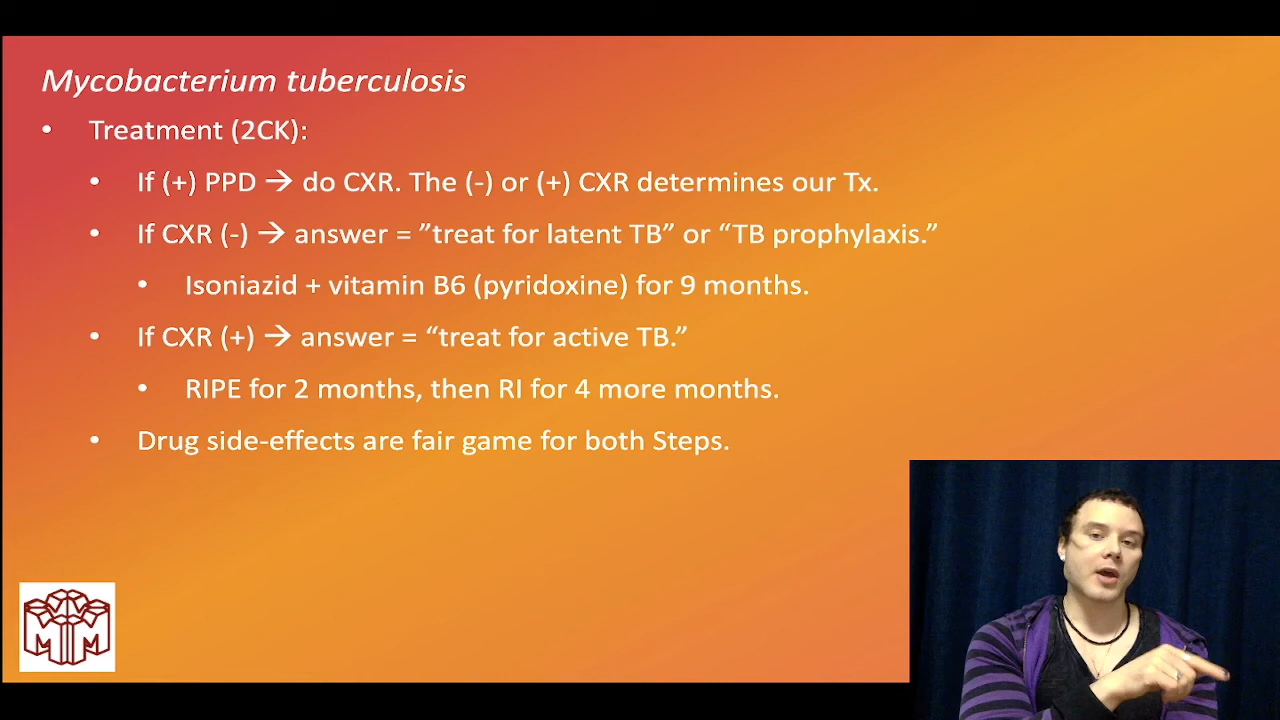 Mycobacterium tuberculosis
• Treatment (2CK):
• If (+) PPD → do CXR. The (-) or (+) CXR determines our Tx.
• If CXR (-) → answer = ”treat for latent TB” or “TB prophylaxis.”
• Isoniazid + vitamin B6 (pyridoxine) for 9 months.
• If CXR (+) → answer = “treat for active TB.”
• RIPE for 2 months, then RI for 4 more months.
• Drug side-effects are fair game for both Steps.
M M